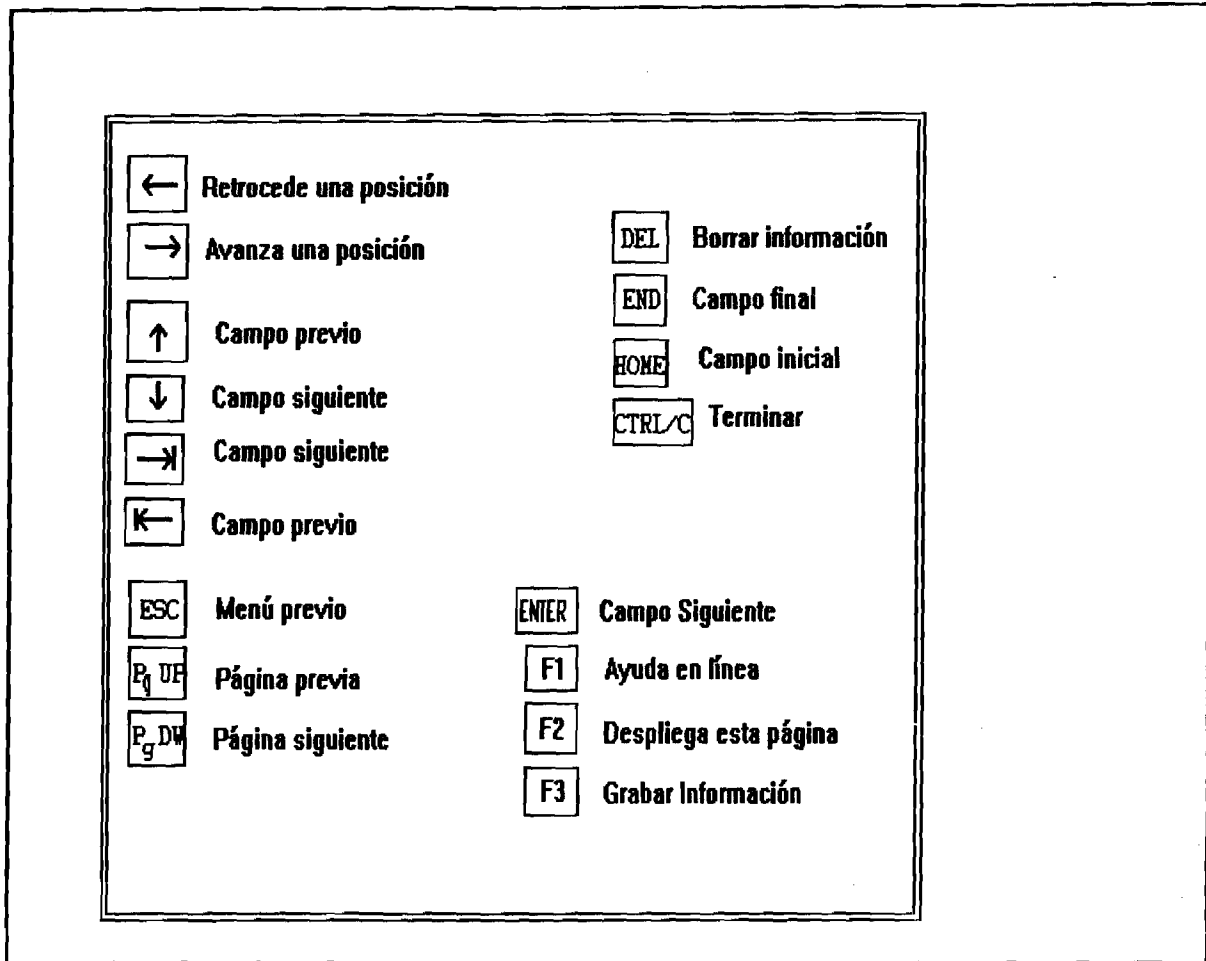 ← Retrocede una posición
→ Avanza una posición
↑ Campo previo
↓ Campo siguiente
→| Campo siguiente
|← Campo previo
ESC Menú previo
Pg UP Página previa
Pg DW Página siguiente
DEL Borrar información
END Campo final
HOME Campo inicial
CTRL/C Terminar
ENTER Campo Siguiente
F1 Ayuda en línea
F2 Despliega esta página
F3 Grabar Información